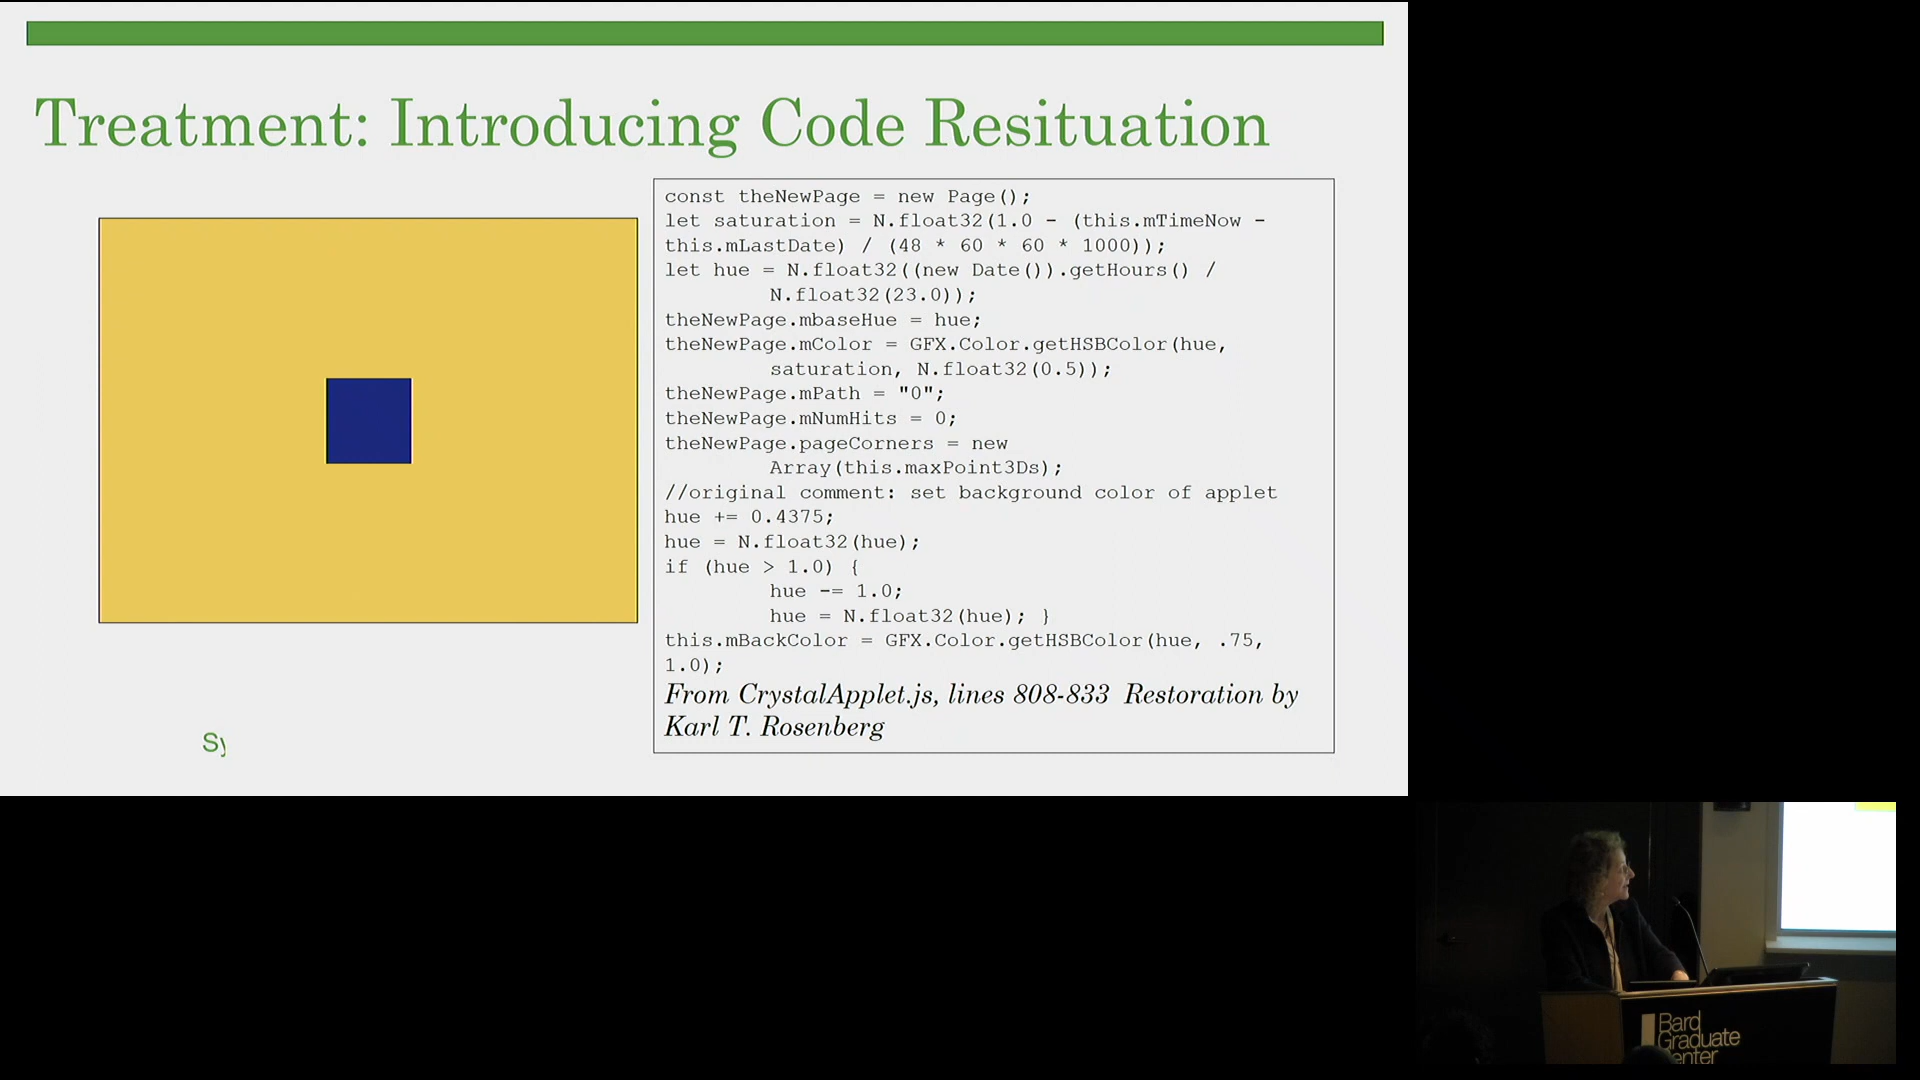 Treatment: Introducing Code Resituation
const theNewPage = new Page();
let saturation = N.float32(1.0 - (this.mTimeNow -
this.mLastDate) / (48 * 60 * 60 * 1000));
let hue = N.float32((new Date()).getHours() /
N.float32(23.0));
theNewPage.mbaseHue = hue;
theNewPage.mColor = GFX.Color.getHSBColor(hue,
saturation, N.float32(0.5));
theNewPage.mPath = "0";
theNewPage.mNumHits = 0;
theNewPage.pageCorners = new
Array(this.maxPoint3Ds);
//original comment: set background color of applet
hue += 0.4375;
hue = N.float32(hue);
if (hue > 1.0) {
hue -= 1.0;
hue = N.float32(hue); }
this.mBackColor = GFX.Color.getHSBColor(hue, .75,
1.0);
From CrystalApplet.js, lines 808-833 Restoration by
Karl T. Rosenberg
Sy
Bard
Graduate
Center